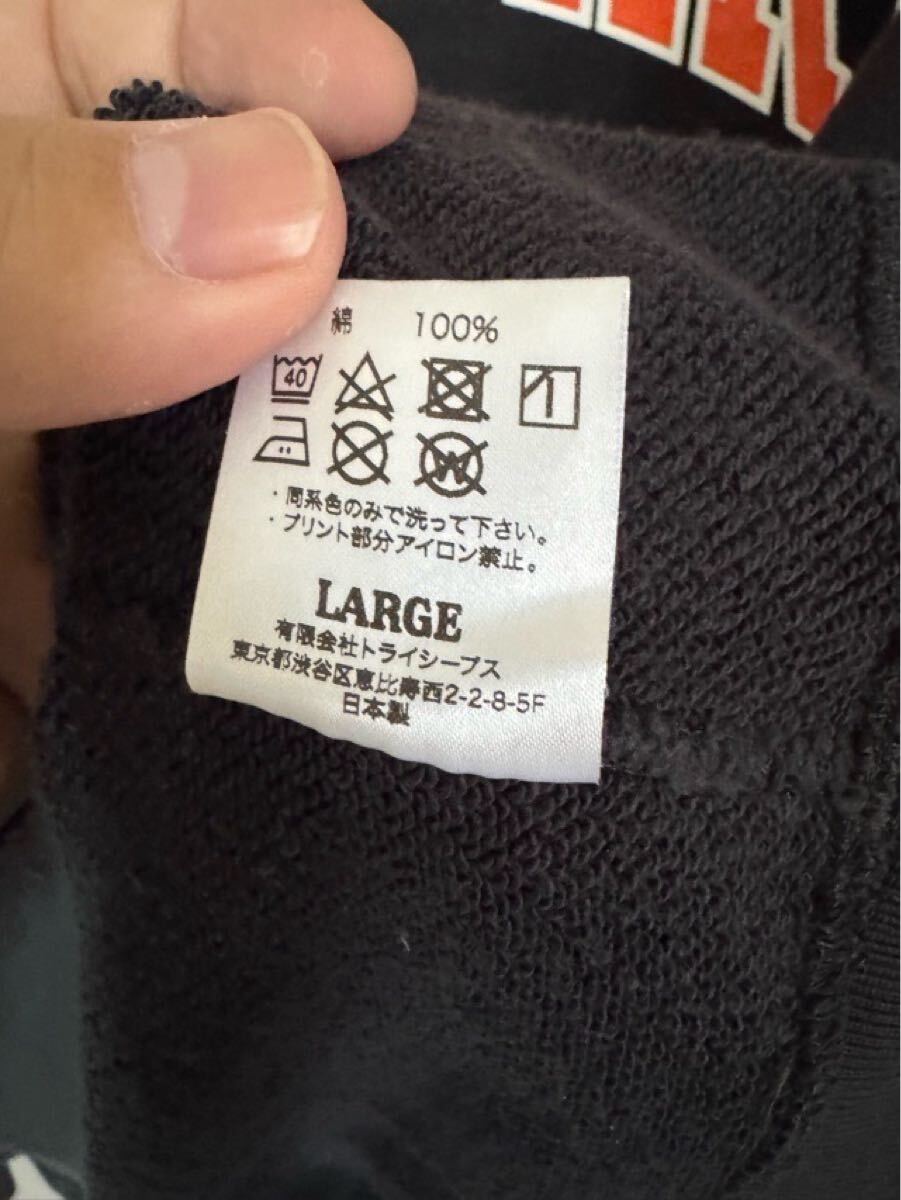 綿 100%
40
W
・同系色のみで洗って下さい。
・プリント部分アイロン禁止。
LARGE
有限会社トライシープス
東京都渋谷区恵比寿西2-2-8-5F
日本製